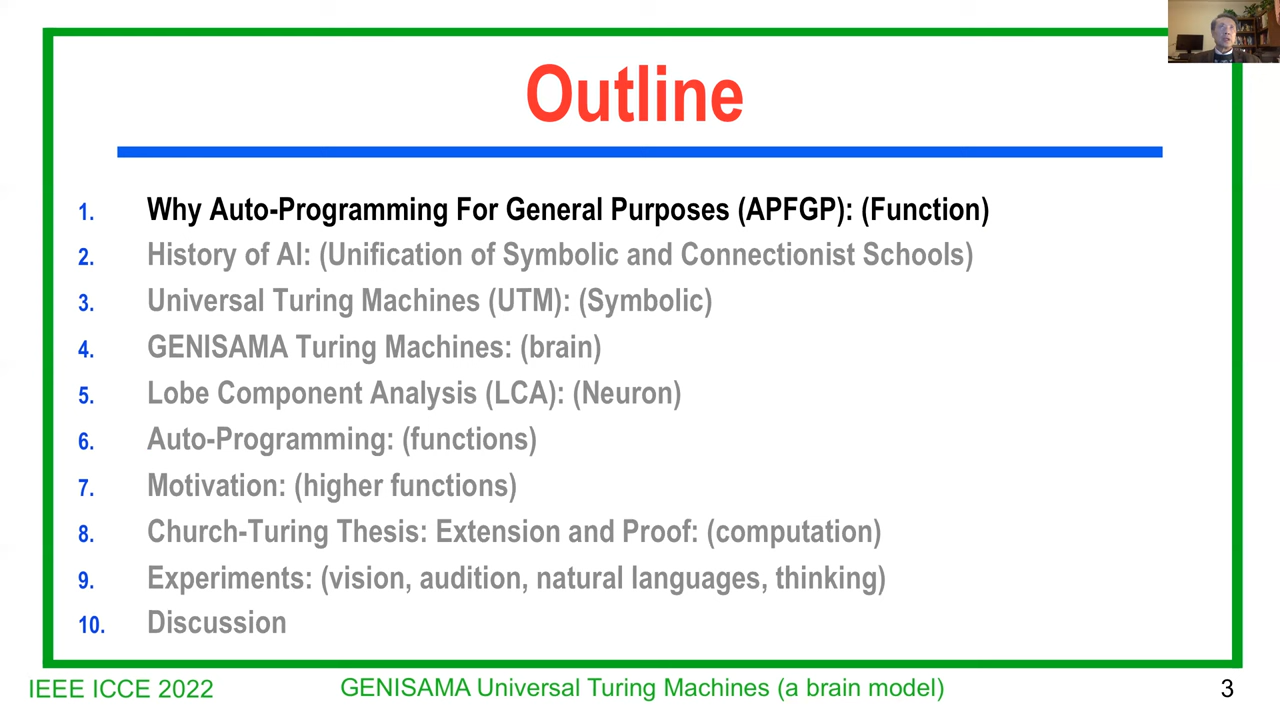 Outline
1. Why Auto-Programming For General Purposes (APFGP): (Function)
2. History of AI: (Unification of Symbolic and Connectionist Schools)
3. Universal Turing Machines (UTM): (Symbolic)
4. GENISAMA Turing Machines: (brain)
5. Lobe Component Analysis (LCA): (Neuron)
6. Auto-Programming: (functions)
7. Motivation: (higher functions)
8. Church-Turing Thesis: Extension and Proof: (computation)
9. Experiments: (vision, audition, natural languages, thinking)
10. Discussion
IEEE ICCE 2022 GENISAMA Universal Turing Machines (a brain model) 3